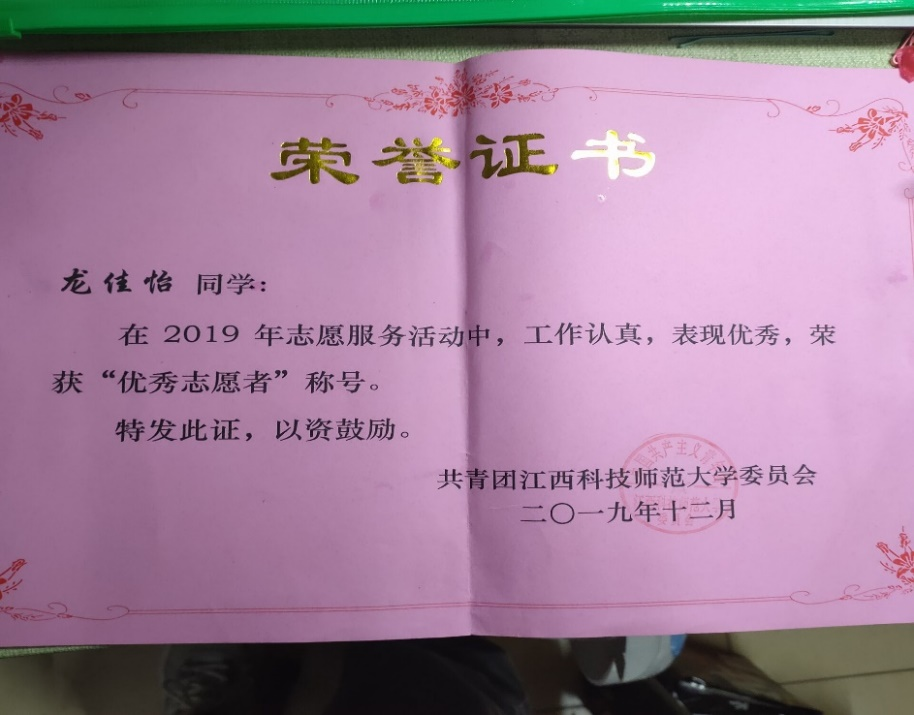 荣誉证书
龙佳怡 同学：
在 2019 年志愿服务活动中，工作认真，表现优秀，荣
获“优秀志愿者”称号。
特发此证，以资鼓励。
共青团江西科技师范大学委员会
二〇一九年十二月